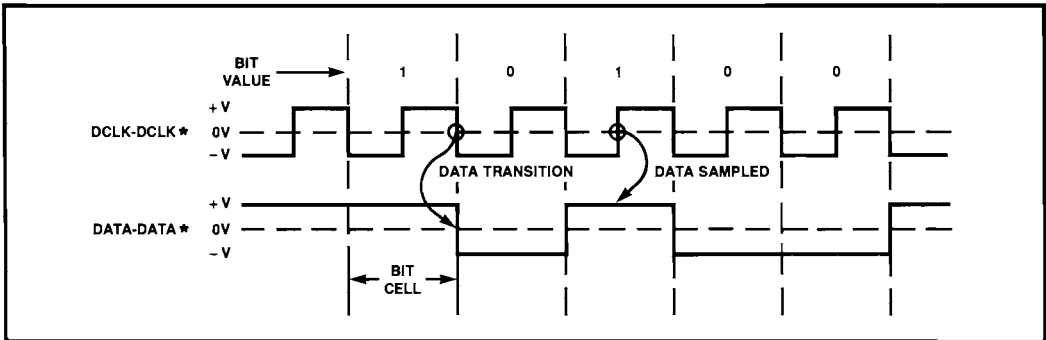 BIT
VALUE
1 0 1 0 0
+ V
DCLK-DCLK * 0V
– V
DATA TRANSITION DATA SAMPLED
+ V
DATA-DATA * 0V
– V
BIT
CELL